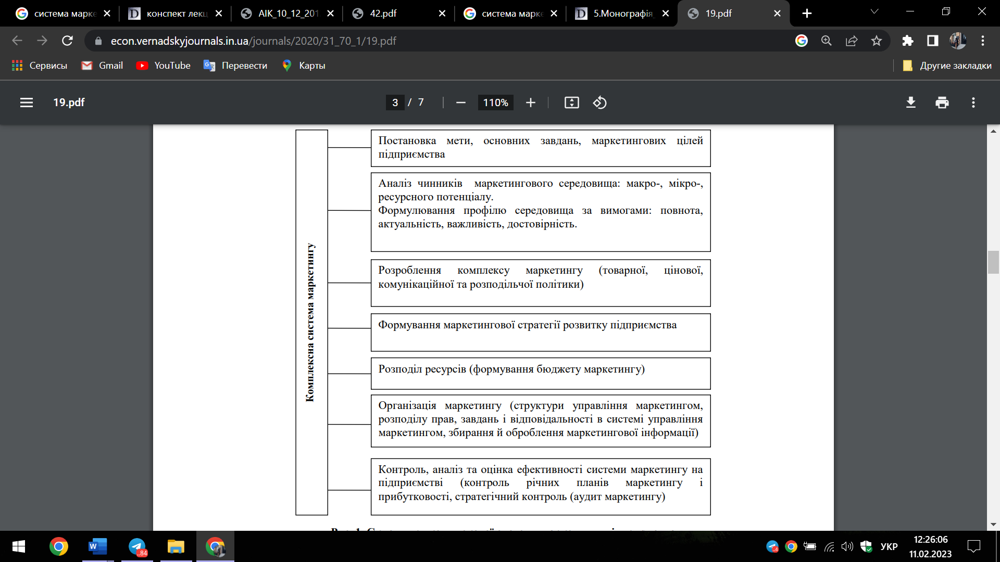 система марке
конспект лекц
АІК_10_12_201
42.pdf
система марке
5.Монографія_
19.pdf
econ.vernadskyjournals.in.ua/journals/2020/31_70_1/19.pdf
Сервисы
Gmail
YouTube
Перевести
Карты
Другие закладки
19.pdf
3 / 7
110%
Комплексна система маркетингу
Постановка мети, основних завдань, маркетингових цілей
підприємства
Аналіз чинників маркетингового середовища: макро-, мікро-,
ресурсного потенціалу.
Формулювання профілю середовища за вимогами: повнота,
актуальність, важливість, достовірність.
Розроблення комплексу маркетингу (товарної, цінової,
комунікаційної та розподільчої політики)
Формування маркетингової стратегії розвитку підприємства
Розподіл ресурсів (формування бюджету маркетингу)
Організація маркетингу (структури управління маркетингом,
розподілу прав, завдань і відповідальності в системі управління
маркетингом, збирання й оброблення маркетингової інформації)
Контроль, аналіз та оцінка ефективності системи маркетингу на
підприємстві (контроль річних планів маркетингу і
прибутковості, стратегічний контроль (аудит маркетингу)
..84
УКР
12:26:06
11.02.2023